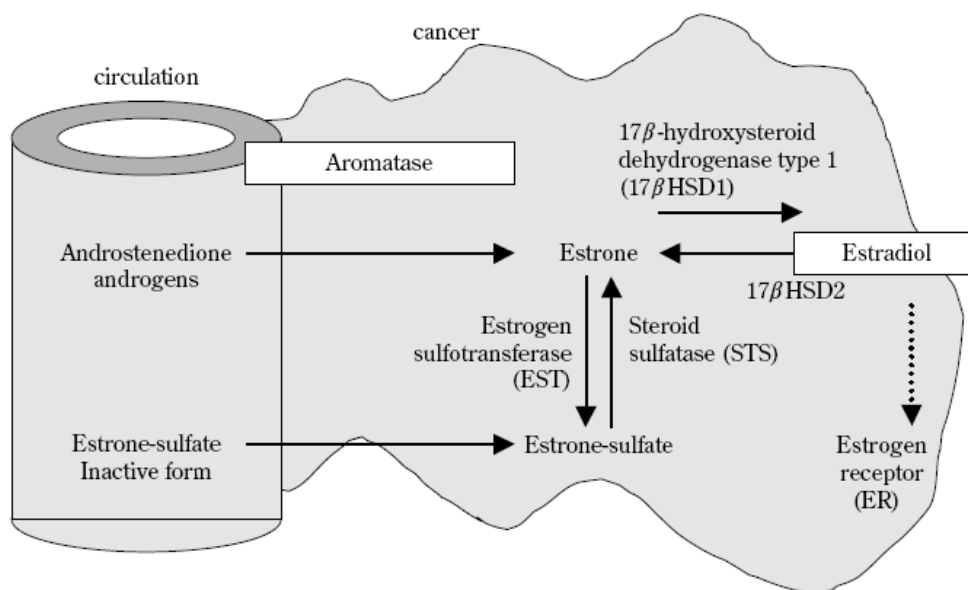 cancer
circulation
Aromatase
17β-hydroxysteroid
dehydrogenase type 1
(17βHSD1)
Androstenedione
androgens
Estrone
Estradiol
17βHSD2
Estrogen
sulfotransferase
(EST)
Steroid
sulfatase (STS)
Estrone-sulfate
Inactive form
Estrone-sulfate
Estrogen
receptor
(ER)